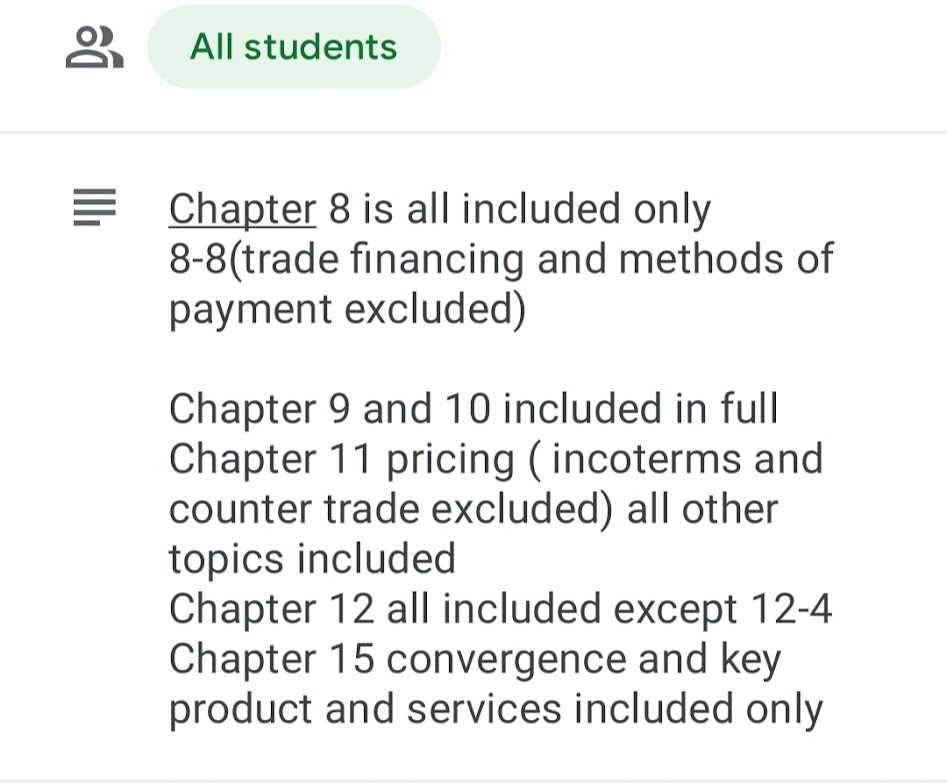 All students
Chapter 8 is all included only
8-8(trade financing and methods of
payment excluded)
Chapter 9 and 10 included in full
Chapter 11 pricing ( incoterms and
counter trade excluded) all other
topics included
Chapter 12 all included except 12-4
Chapter 15 convergence and key
product and services included only